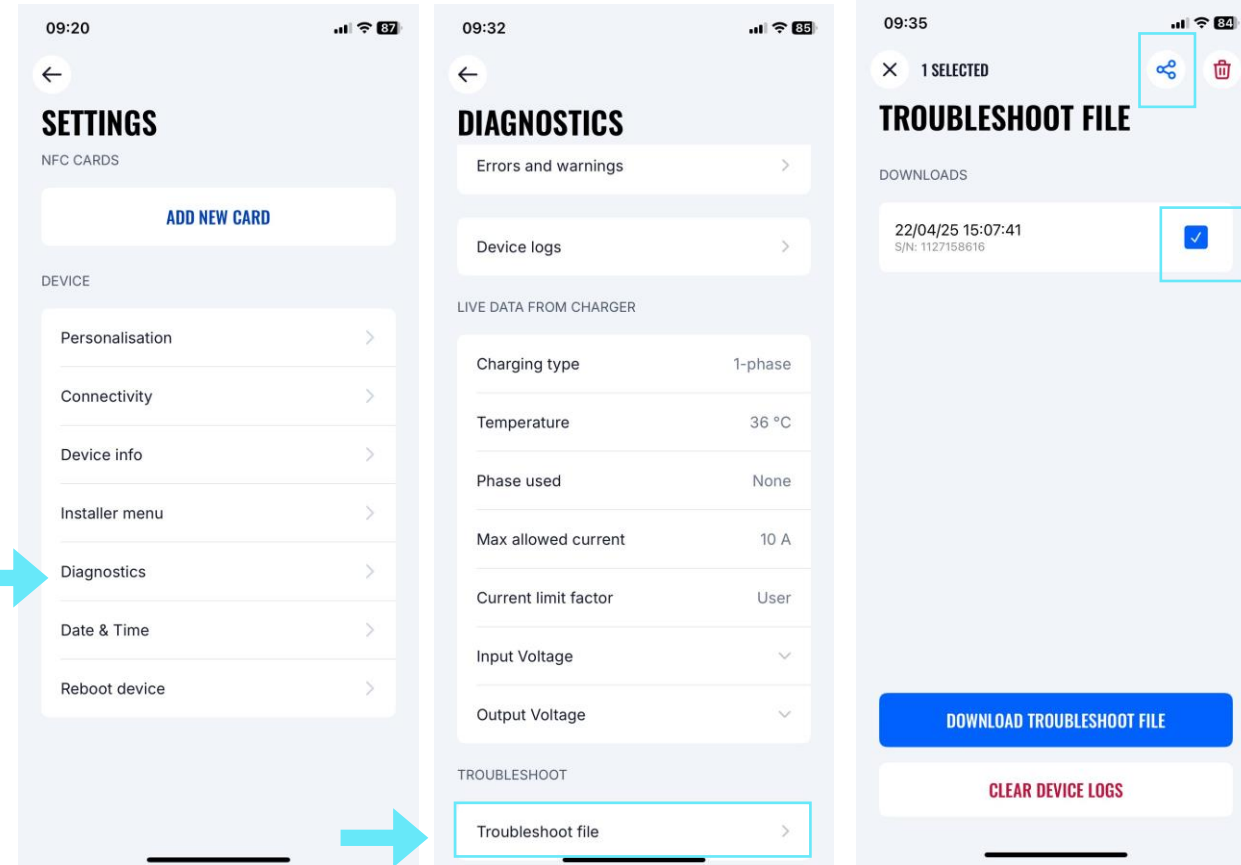 09:20
87
SETTINGS
NFC CARDS
ADD NEW CARD
DEVICE
Personalisation
Connectivity
Device info
Installer menu
Diagnostics
Date & Time
Reboot device
09:32
85
DIAGNOSTICS
Errors and warnings
Device logs
LIVE DATA FROM CHARGER
Charging type 1-phase
Temperature 36 °C
Phase used None
Max allowed current 10 A
Current limit factor User
Input Voltage
Output Voltage
TROUBLESHOOT
Troubleshoot file
09:35
84
1 SELECTED
TROUBLESHOOT FILE
DOWNLOADS
22/04/25 15:07:41
S/N: 1127158616
DOWNLOAD TROUBLESHOOT FILE
CLEAR DEVICE LOGS